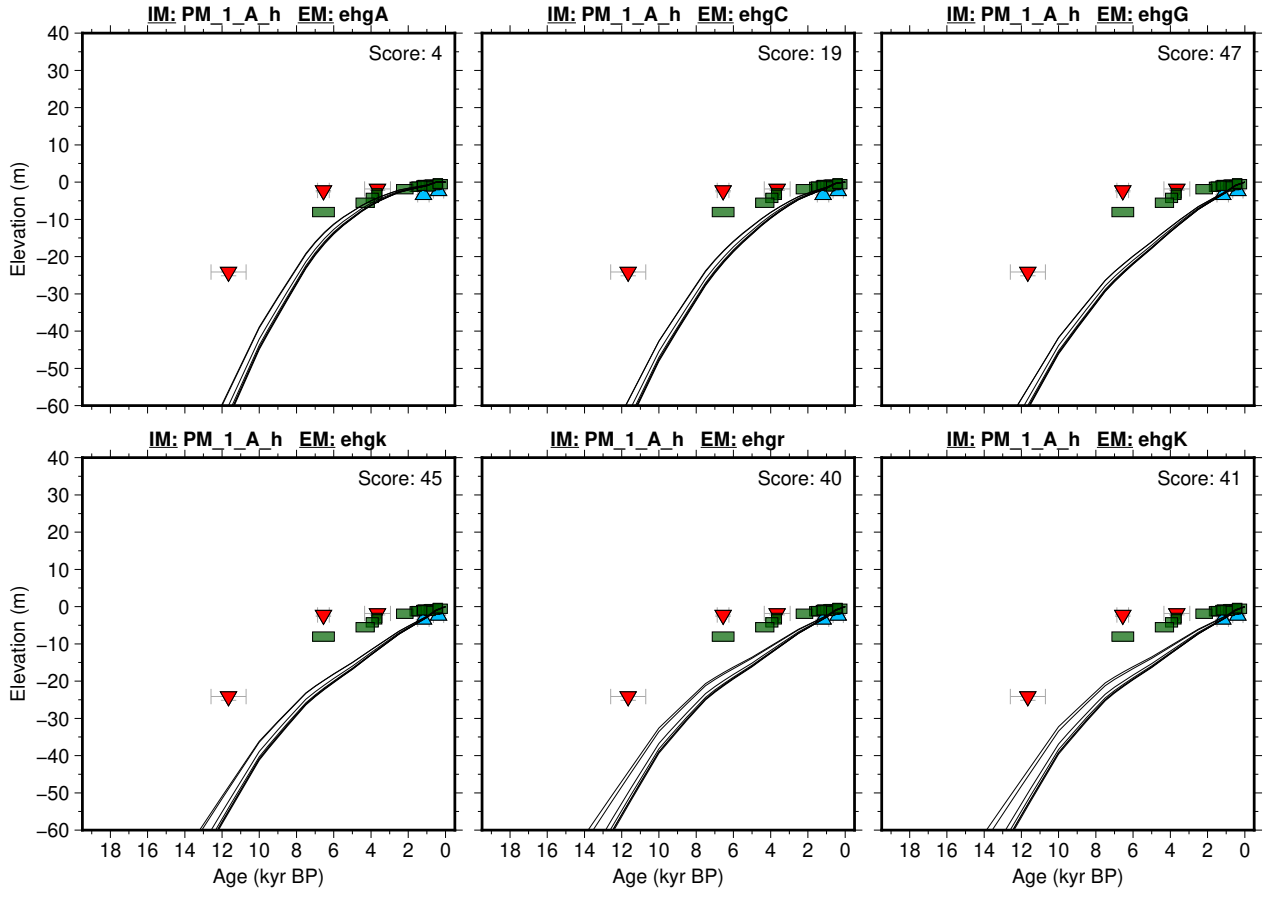 IM: PM_1_A_h EM: ehgA
IM: PM_1_A_h EM: ehgC
IM: PM_1_A_h EM: ehgG
Score: 4
Score: 19
Score: 47
40
30
20
10
0
−10
−20
−30
−40
−50
−60
Elevation (m)
IM: PM_1_A_h EM: ehgk
IM: PM_1_A_h EM: ehgr
IM: PM_1_A_h EM: ehgK
Score: 45
Score: 40
Score: 41
40
30
20
10
0
−10
−20
−30
−40
−50
−60
Elevation (m)
18 16 14 12 10 8 6 4 2 0
18 16 14 12 10 8 6 4 2 0
18 16 14 12 10 8 6 4 2 0
Age (kyr BP)
Age (kyr BP)
Age (kyr BP)